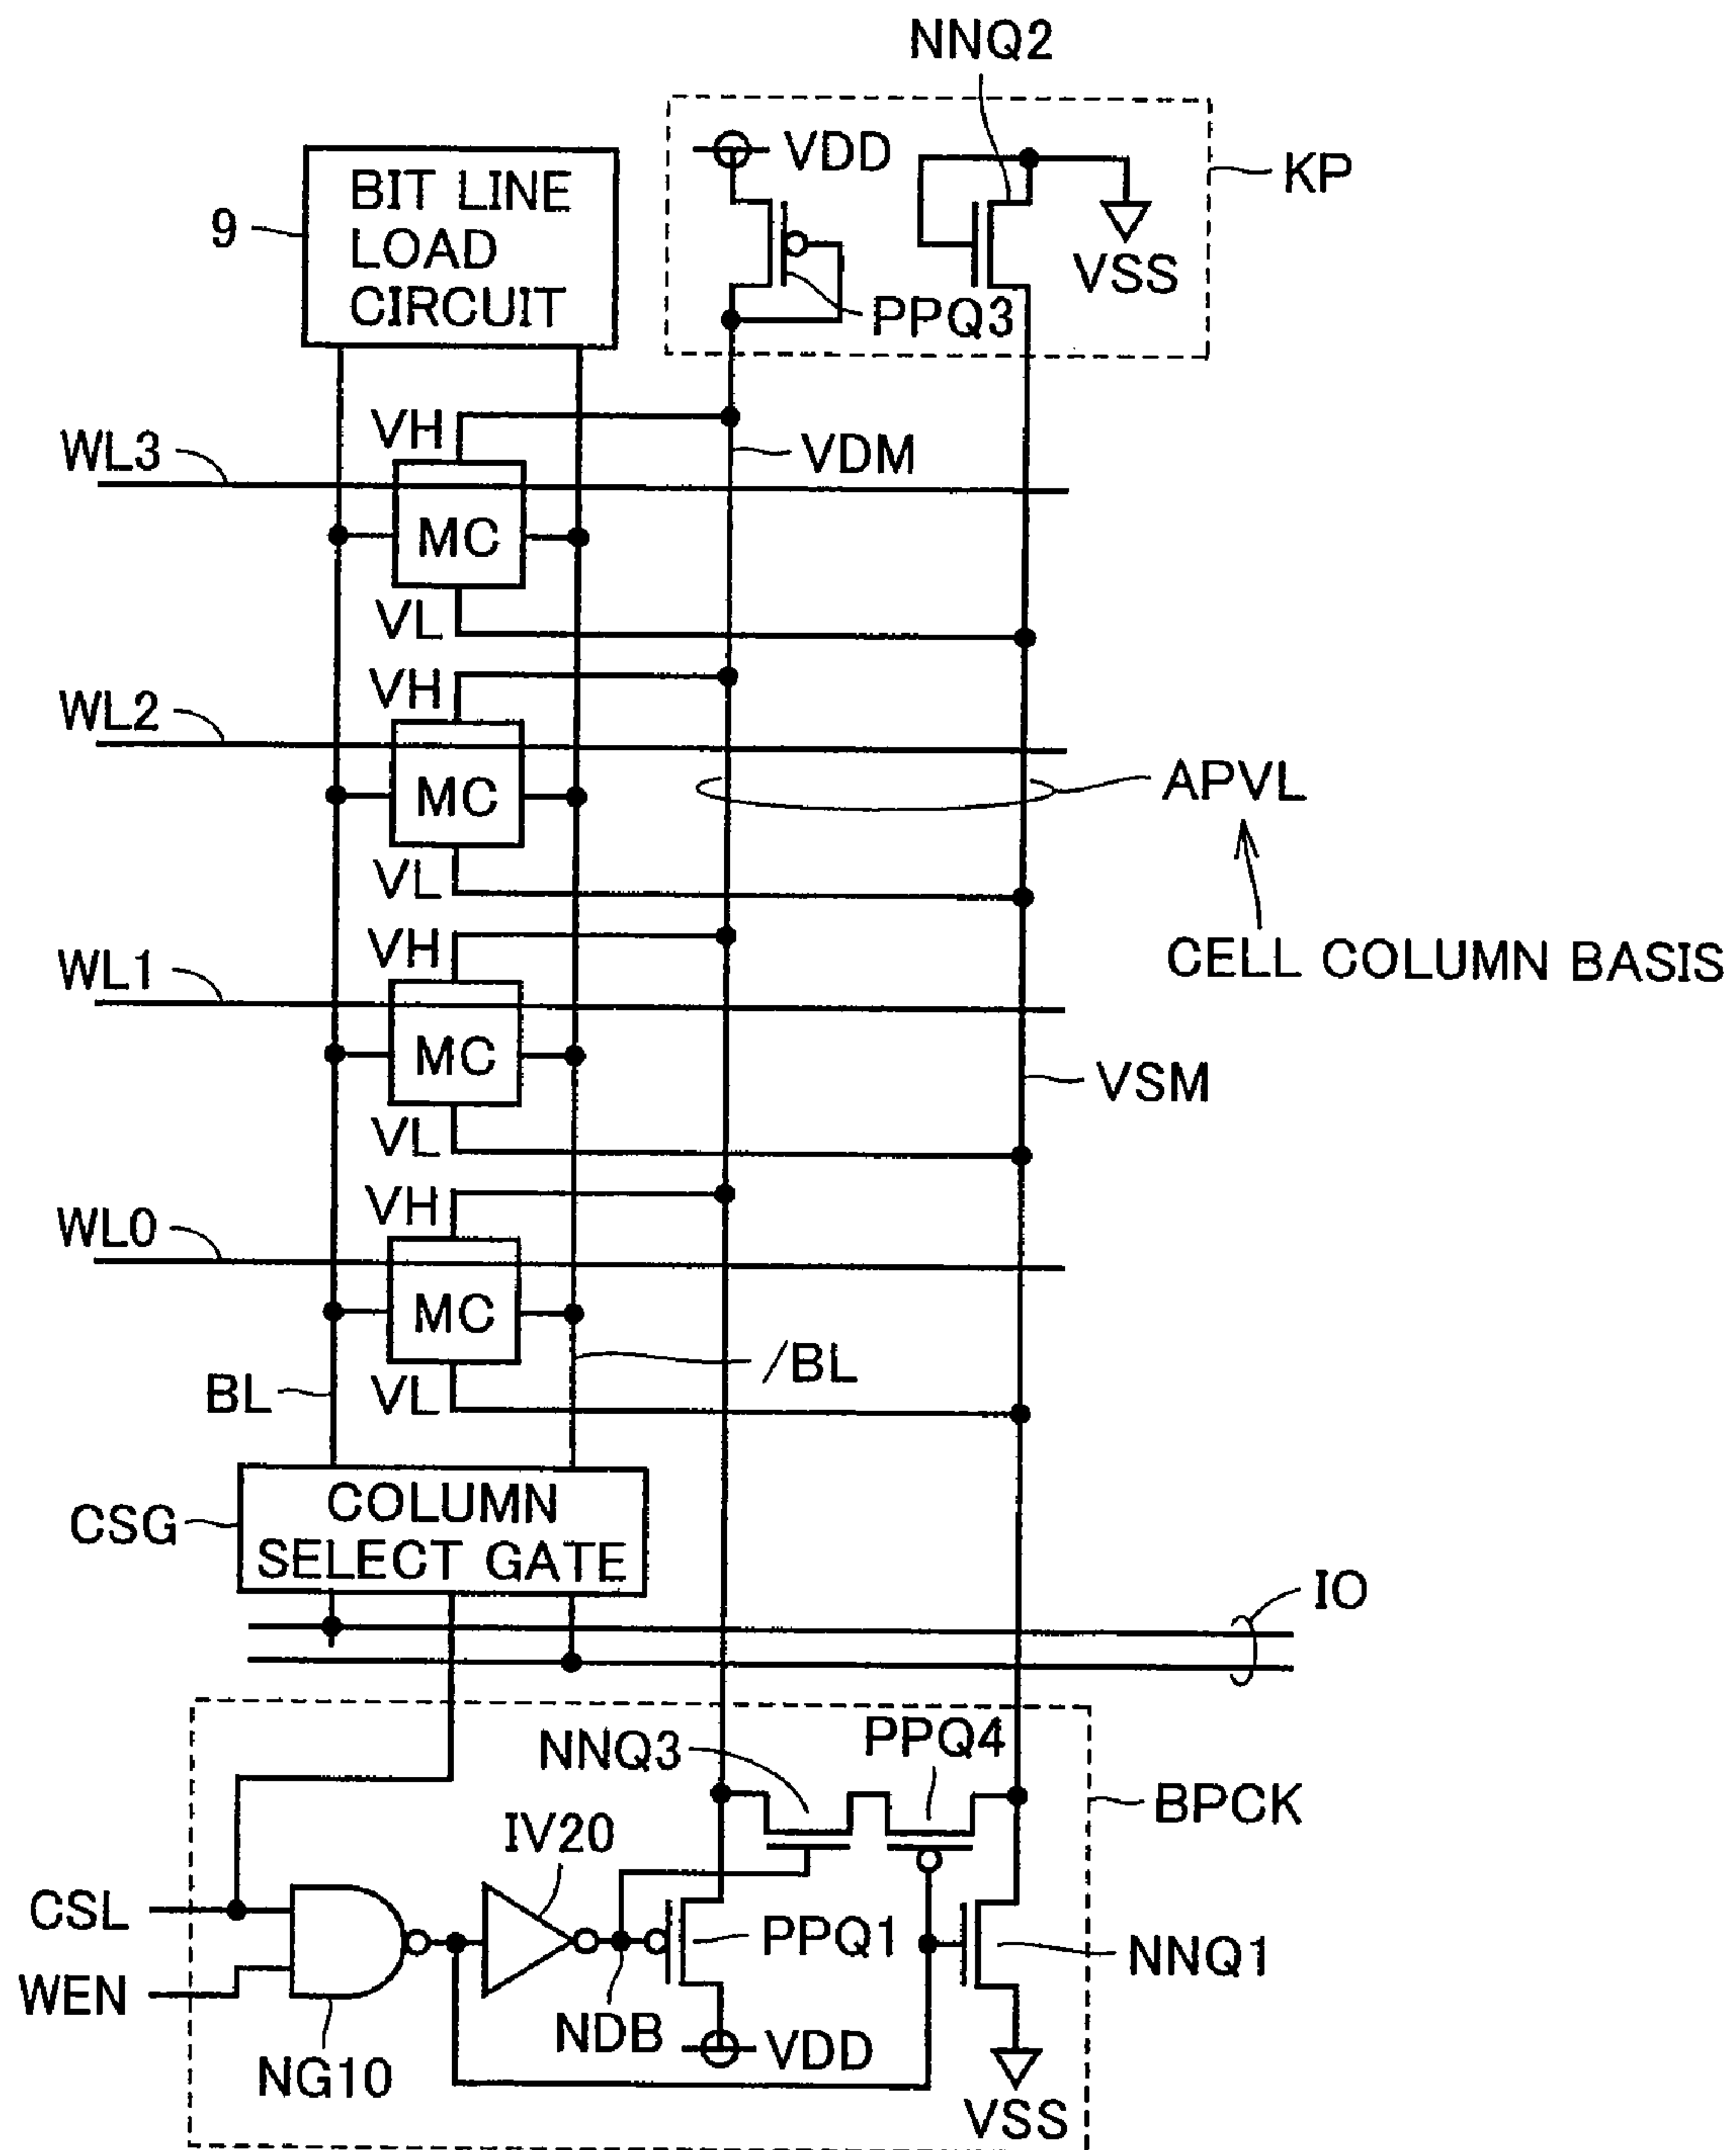 NNQ2
VDD
KP
BIT LINE
LOAD
CIRCUIT
9
VSS
PPQ3
VH
WL3
VDM
MC
VL
VH
WL2
MC
APVL
VL
VH
CELL COLUMN BASIS
WL1
MC
VSM
VL
VH
WL0
MC
/BL
BL
VL
CSG
COLUMN
SELECT GATE
IO
NNQ3
PPQ4
BPCK
IV20
CSL
PPQ1
NNQ1
WEN
NDB
VDD
NG10
VSS